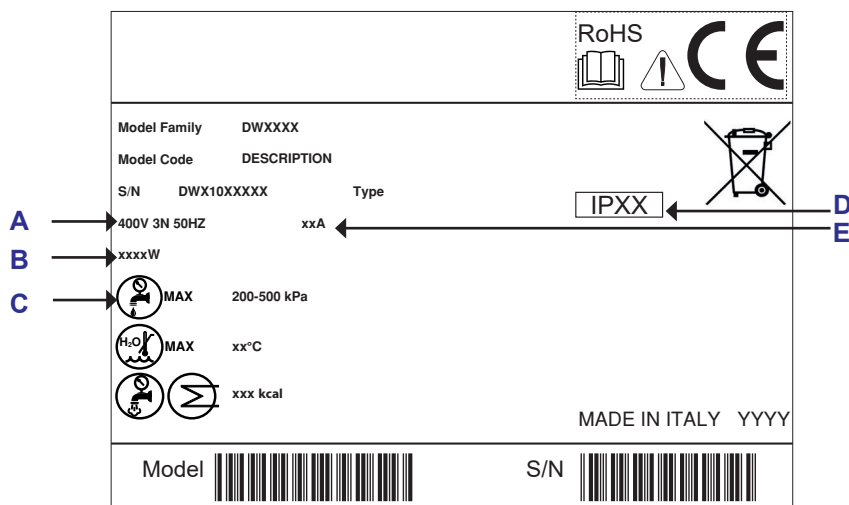 RoHS
CE
Model Family DWXXXX
Model Code DESCRIPTION
S/N DWX10XXXXX Type
IPXX D
A 400V 3N 50HZ xxA E
B xxxxW
C MAX 200-500 kPa
H₂O MAX xx°C
xxx kcal
MADE IN ITALY YYYY
Model S/N